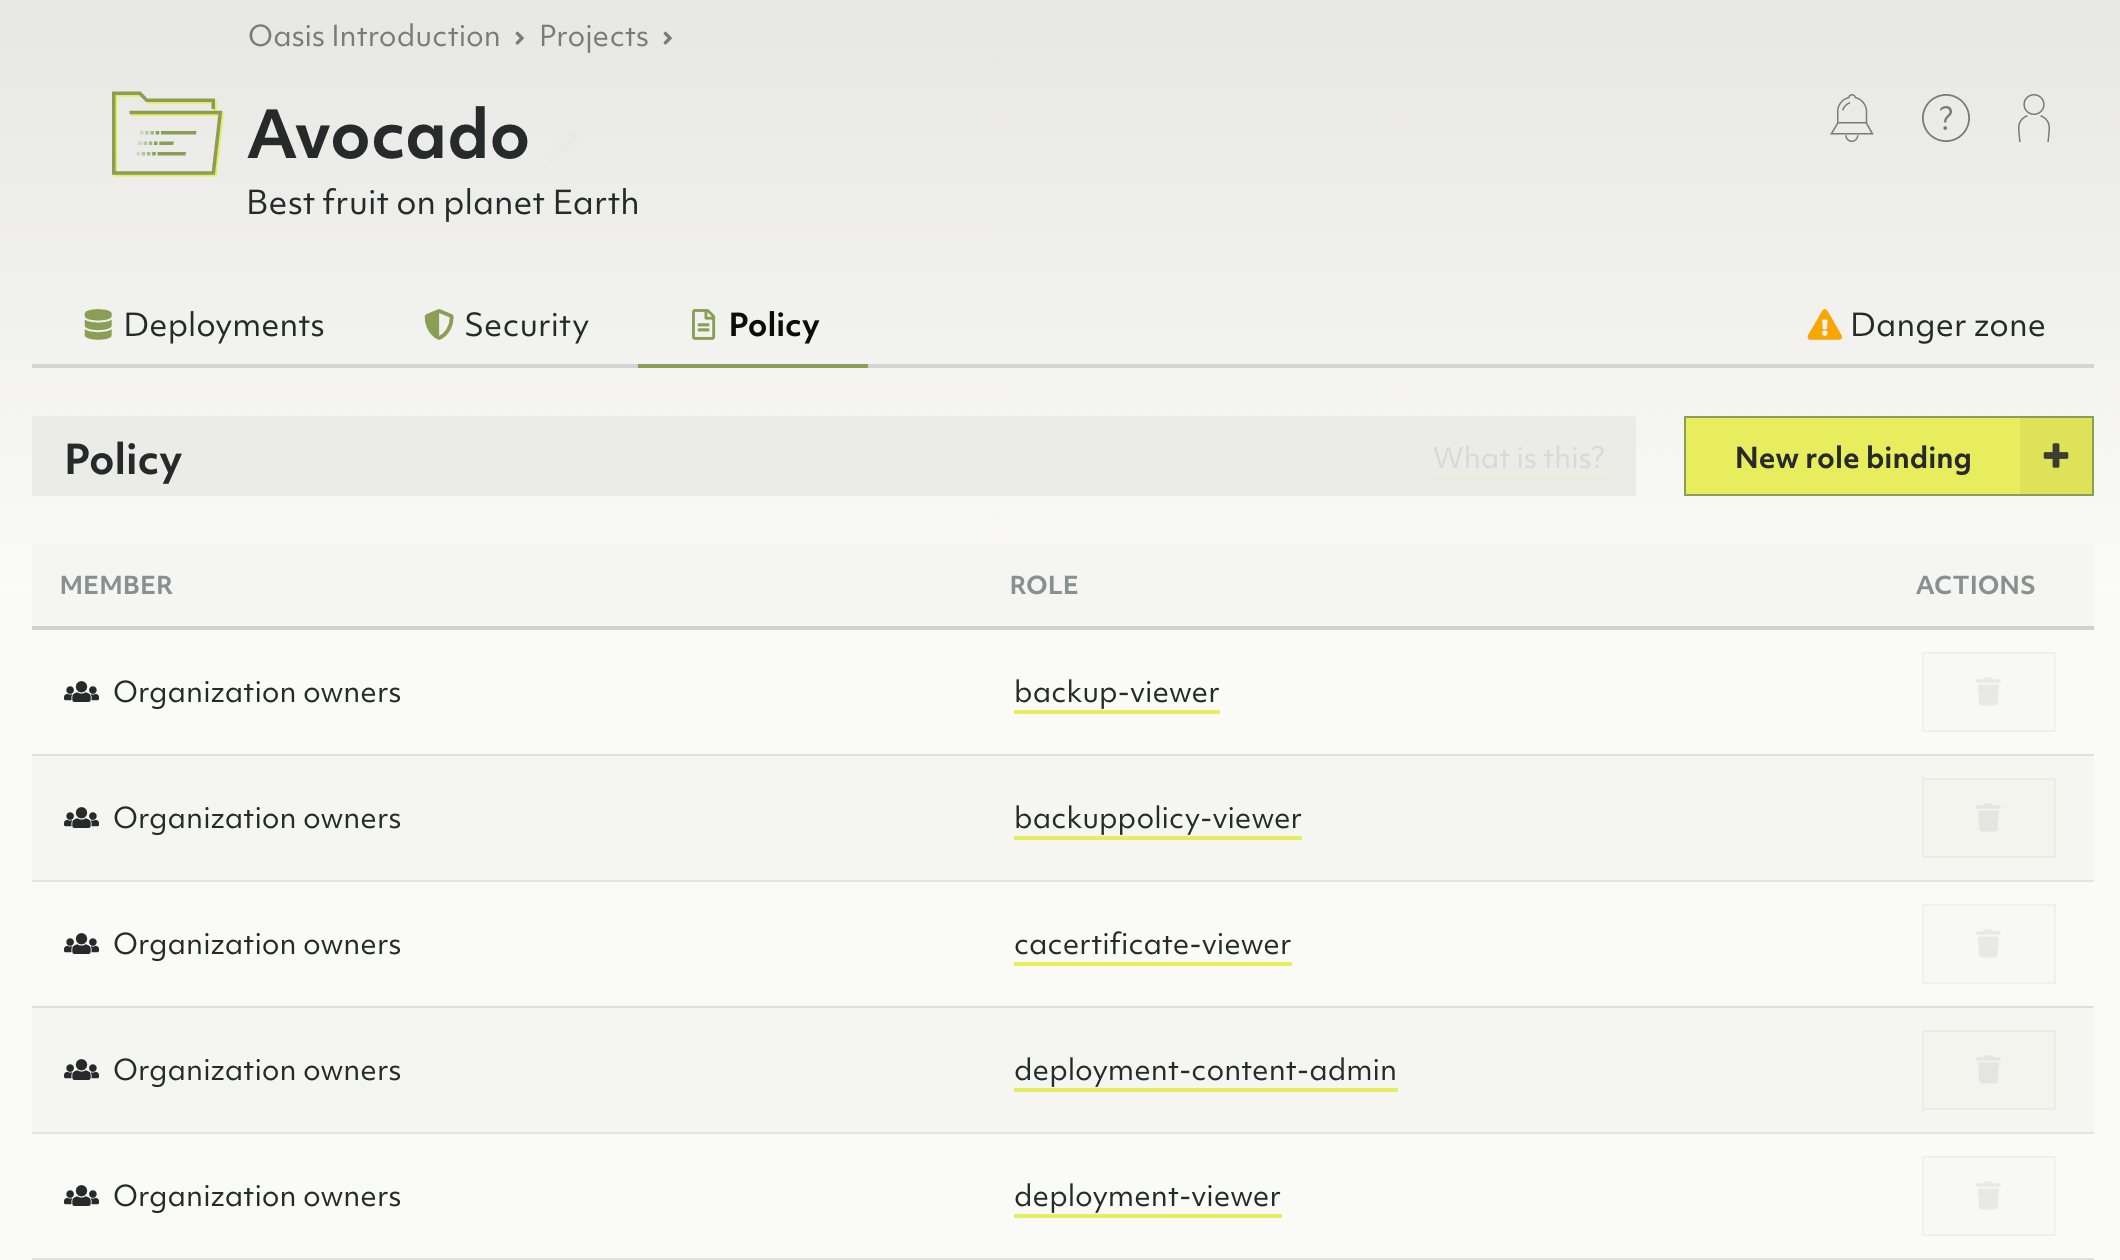 Oasis Introduction › Projects ›
Avocado
Best fruit on planet Earth
Deployments Security Policy Danger zone
Policy What is this? New role binding +
MEMBER ROLE ACTIONS
Organization owners backup-viewer
Organization owners backuppolicy-viewer
Organization owners cacertificate-viewer
Organization owners deployment-content-admin
Organization owners deployment-viewer